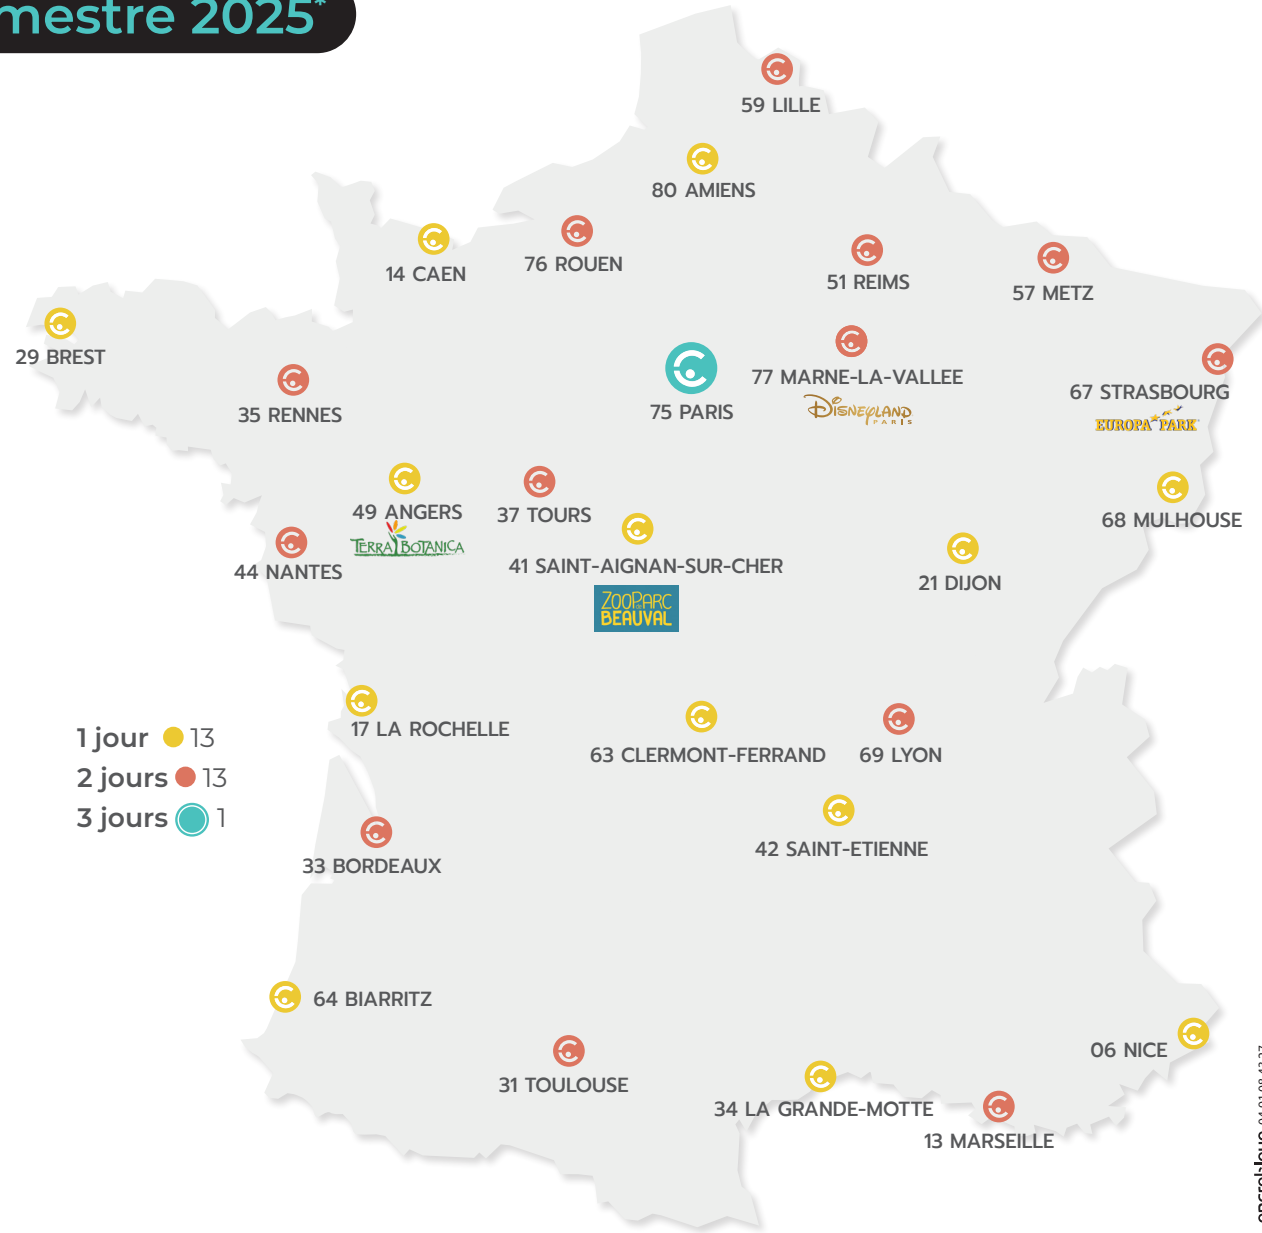 mestre 2025*
59 LILLE
80 AMIENS
14 CAEN
76 ROUEN
51 REIMS
57 METZ
29 BREST
35 RENNES
75 PARIS
77 MARNE-LA-VALLEE
DISNEYLAND
PARIS
67 STRASBOURG
EUROPA PARK
49 ANGERS
TERRA BOTANICA
37 TOURS
68 MULHOUSE
44 NANTES
41 SAINT-AIGNAN-SUR-CHER
ZOOPARC
de
BEAUVAL
21 DIJON
17 LA ROCHELLE
63 CLERMONT-FERRAND
69 LYON
1 jour 13
2 jours 13
3 jours 1
42 SAINT-ETIENNE
33 BORDEAUX
64 BIARRITZ
06 NICE
31 TOULOUSE
34 LA GRANDE-MOTTE
13 MARSEILLE